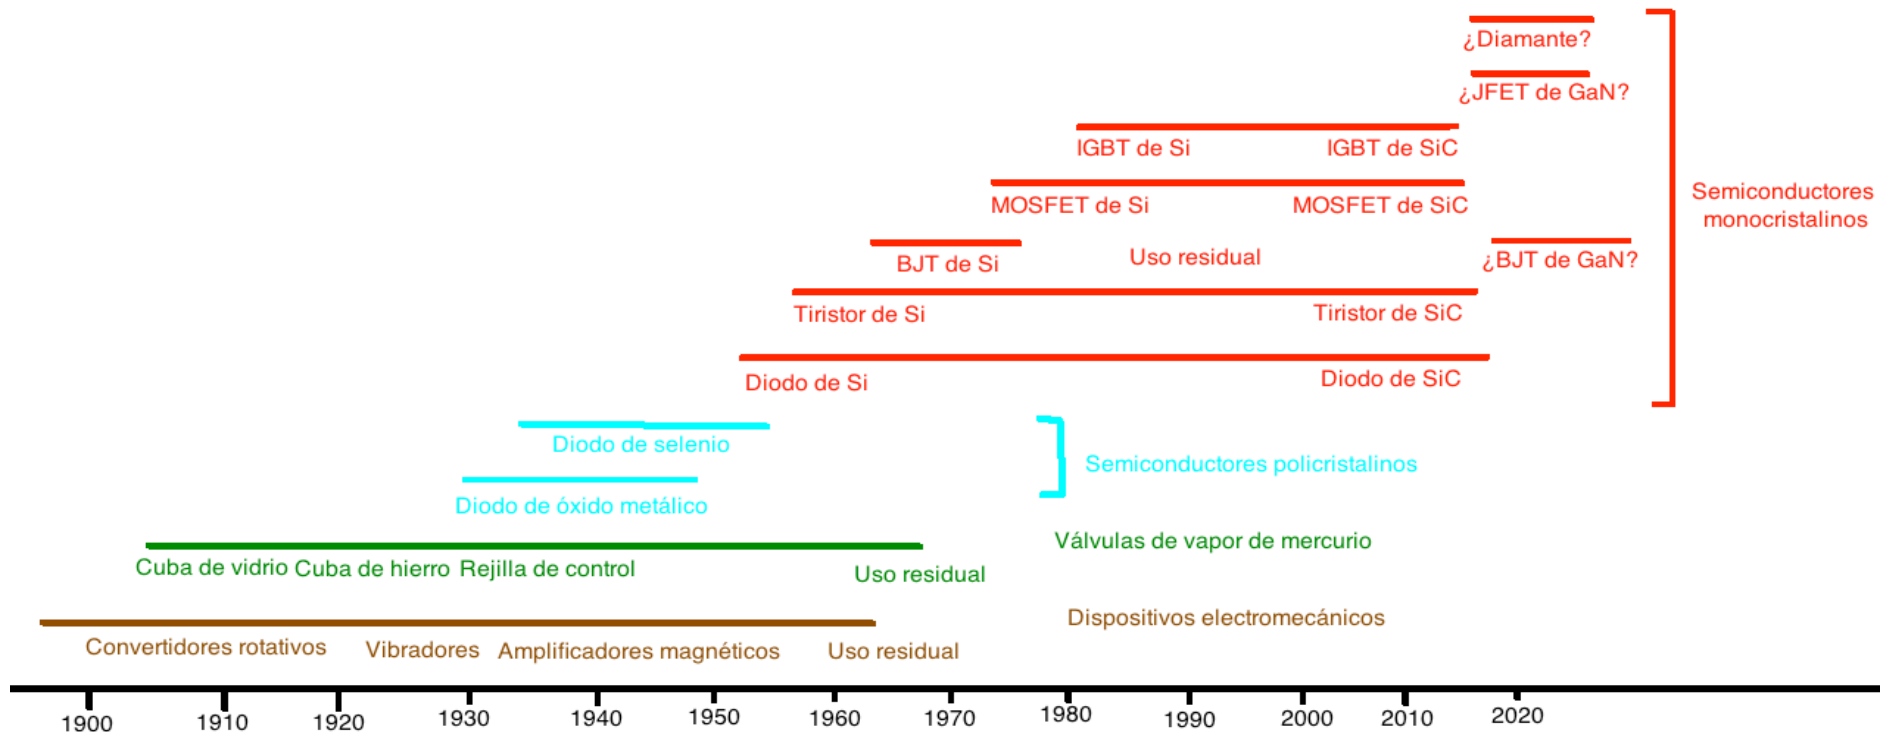 ¿Diamante?
¿JFET de GaN?
IGBT de Si IGBT de SiC
Semiconductores
monocristalinos
MOSFET de Si MOSFET de SiC
BJT de Si Uso residual ¿BJT de GaN?
Tiristor de Si Tiristor de SiC
Diodo de Si Diodo de SiC
Diodo de selenio
Semiconductores policristalinos
Diodo de óxido metálico
Válvulas de vapor de mercurio
Cuba de vidrio Cuba de hierro Rejilla de control Uso residual
Dispositivos electromecánicos
Convertidores rotativos Vibradores Amplificadores magnéticos Uso residual
1900 1910 1920 1930 1940 1950 1960 1970 1980 1990 2000 2010 2020